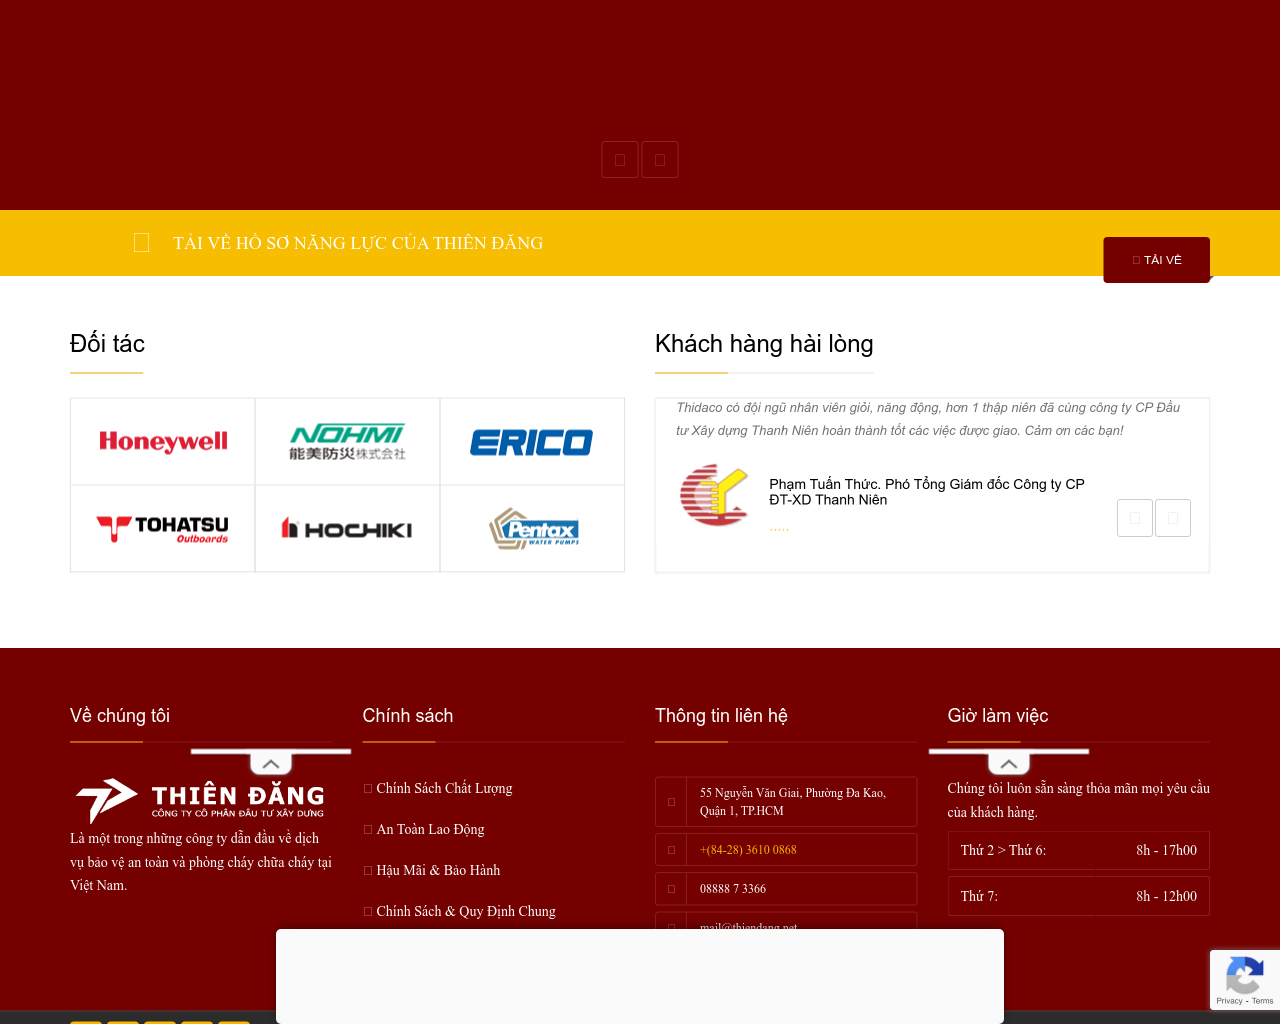 TẢI VỀ HỒ SƠ NĂNG LỰC CỦA THIÊN ĐĂNG
TẢI VỀ
Đối tác
Khách hàng hài lòng
Honeywell
NOHMI
能美防災株式会社
ERICO
TOHATSU
Outboards
HOCHIKI
Pentax
WATER PUMPS
Thidaco có đội ngũ nhân viên giỏi, năng động, hơn 1 thập niên đã cùng công ty CP Đầu
tư Xây dựng Thanh Niên hoàn thành tốt các việc được giao. Cảm ơn các bạn!
Phạm Tuấn Thức. Phó Tổng Giám đốc Công ty CP
ĐT-XD Thanh Niên
.....
Về chúng tôi
THIÊN ĐĂNG
CÔNG TY CỔ PHẦN ĐẦU TƯ XÂY DỰNG
Là một trong những công ty dẫn đầu về dịch
vụ bảo vệ an toàn và phòng cháy chữa cháy tại
Việt Nam.
Chính sách
Chính Sách Chất Lượng
An Toàn Lao Động
Hậu Mãi & Bảo Hành
Chính Sách & Quy Định Chung
Thông tin liên hệ
55 Nguyễn Văn Giai, Phường Đa Kao,
Quận 1, TP.HCM
+(84-28) 3610 0868
08888 7 3366
mail@thiendang.net
Giờ làm việc
Chúng tôi luôn sẵn sàng thỏa mãn mọi yêu cầu
của khách hàng.
Thứ 2 > Thứ 6: 8h - 17h00
Thứ 7: 8h - 12h00
Privacy - Terms